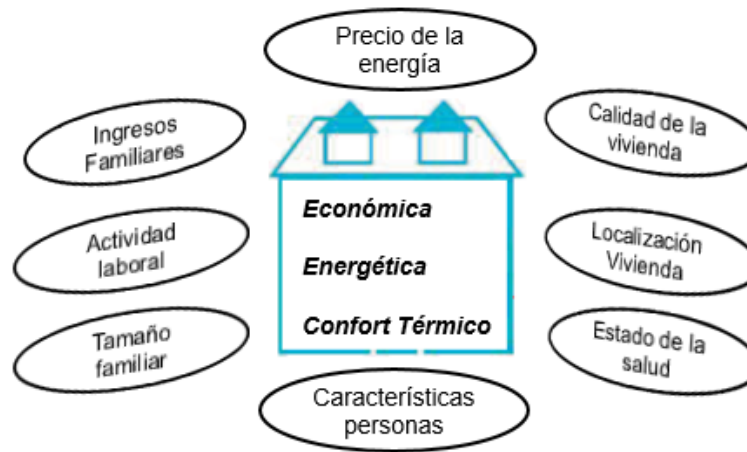 Precio de la
energía
Ingresos
Familiares
Calidad de la
vivienda
Económica
Actividad
laboral
Energética
Localización
Vivienda
Confort Térmico
Tamaño
familiar
Estado de la
salud
Características
personas